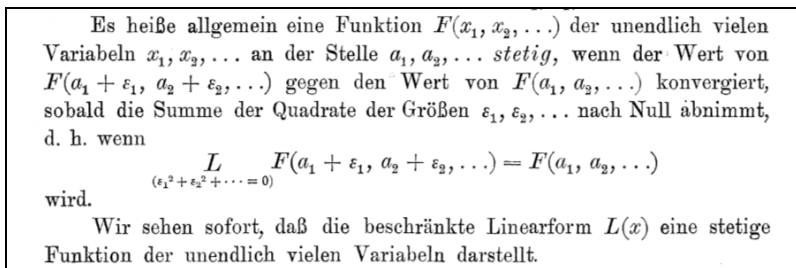 Es heiße allgemein eine Funktion F(x₁, x₂, ...) der unendlich vielen
Variabeln x₁, x₂, ... an der Stelle a₁, a₂, ... stetig, wenn der Wert von
F(a₁ + ε₁, a₂ + ε₂, ...) gegen den Wert von F(a₁, a₂, ...) konvergiert,
sobald die Summe der Quadrate der Größen ε₁, ε₂, ... nach Null abnimmt,
d. h. wenn
L F(a₁ + ε₁, a₂ + ε₂, ...) = F(a₁, a₂, ...)
(ε₁² + ε₂² + ··· = 0)
wird.
Wir sehen sofort, daß die beschränkte Linearform L(x) eine stetige
Funktion der unendlich vielen Variabeln darstellt.